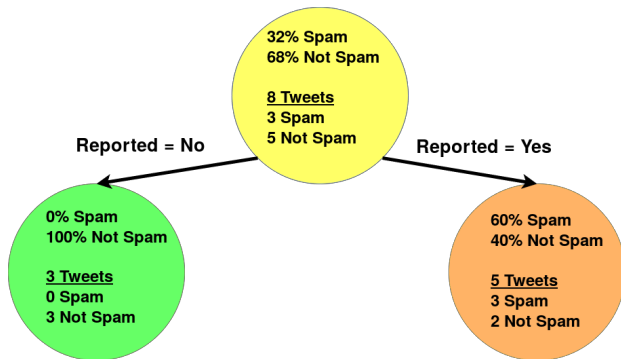 32% Spam
68% Not Spam
8 Tweets
3 Spam
5 Not Spam
Reported = No
Reported = Yes
0% Spam
100% Not Spam
3 Tweets
0 Spam
3 Not Spam
60% Spam
40% Not Spam
5 Tweets
3 Spam
2 Not Spam